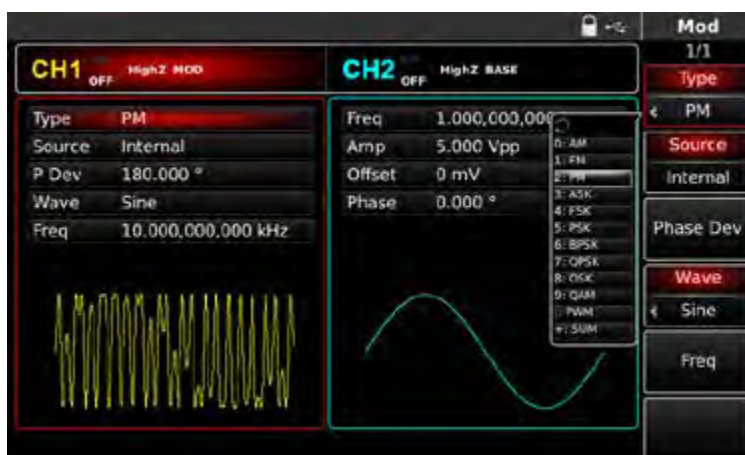 Mod
1/1
CH1 OFF HighZ MOD
CH2 OFF HighZ BASE
Type
PM
Source
Internal
Phase Dev
Wave
Sine
Freq
Type PM
Source Internal
P Dev 180.000 °
Wave Sine
Freq 10.000,000,000 kHz
Freq 1.000,000,000
Amp 5.000 Vpp
Offset 0 mV
Phase 0.000 °
0: AM
1: FM
2: PM
3: ASK
4: FSK
5: PSK
6: BPSK
7: QPSK
8: OSK
9: QAM
PWM
SUM